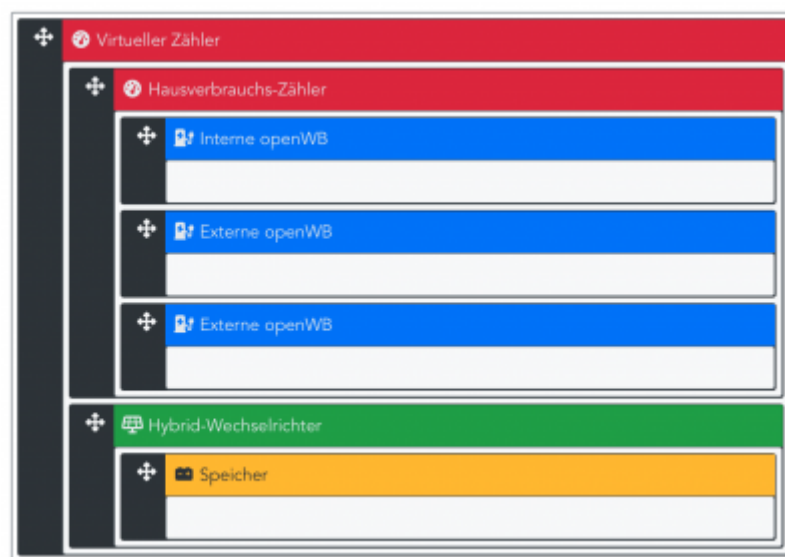 Virtueller Zähler
Hausverbrauchs-Zähler
Interne openWB
Externe openWB
Externe openWB
Hybrid-Wechselrichter
Speicher